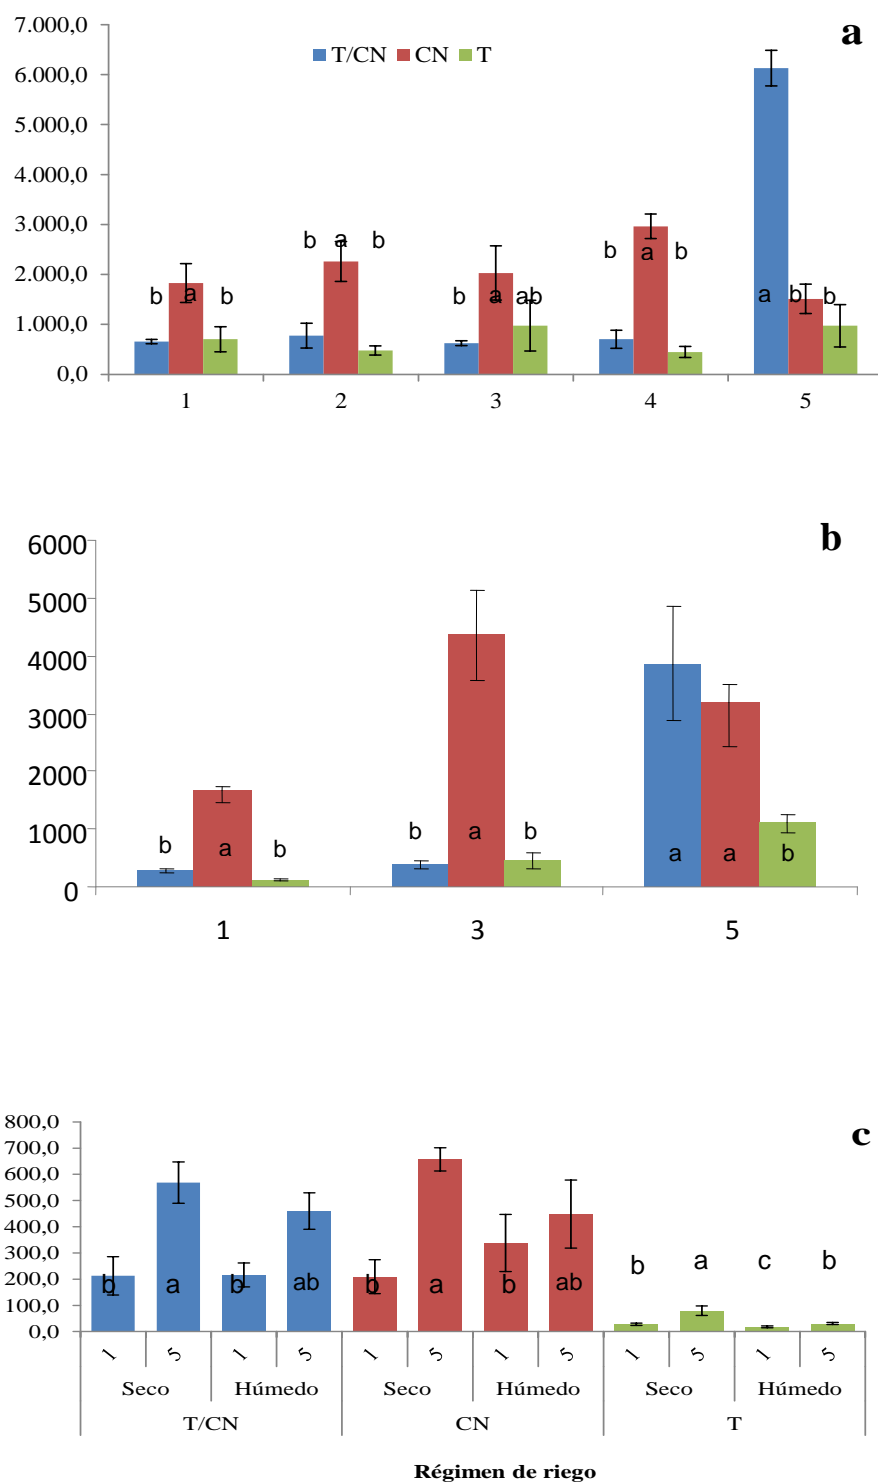 7.000,0
a
T/CN CN T
6.000,0
5.000,0
4.000,0
3.000,0
b a b b a b
2.000,0
b a b b a ab a b b
1.000,0
0,0
1 2 3 4 5
b
6000
5000
4000
3000
2000
1000
b a b b a b a a b
0
1 3 5
800,0
c
700,0
600,0
500,0
400,0
300,0
b a c b
200,0
b a b ab b a b ab
100,0
0,0
1 5 1 5 1 5 1 5 1 5 1 5
Seco Húmedo Seco Húmedo Seco Húmedo
T/CN CN T
Régimen de riego